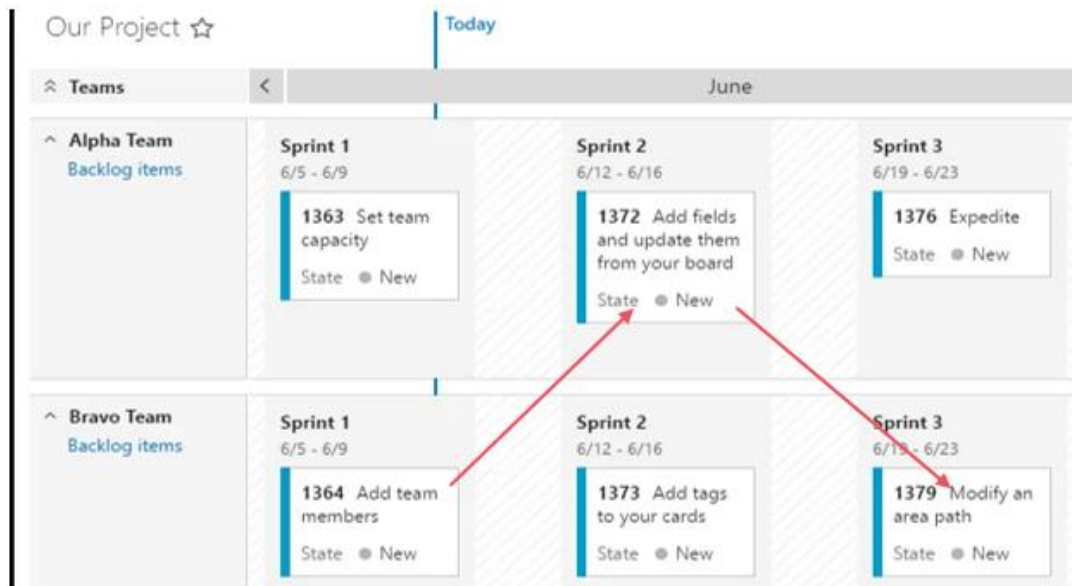 Our Project
Today
Teams
June
Alpha Team
Backlog items
Sprint 1
6/5 - 6/9
1363 Set team
capacity
State New
Sprint 2
6/12 - 6/16
1372 Add fields
and update them
from your board
State New
Sprint 3
6/19 - 6/23
1376 Expedite
State New
Bravo Team
Backlog items
Sprint 1
6/5 - 6/9
1364 Add team
members
State New
Sprint 2
6/12 - 6/16
1373 Add tags
to your cards
State New
Sprint 3
6/19 - 6/23
1379 Modify an
area path
State New